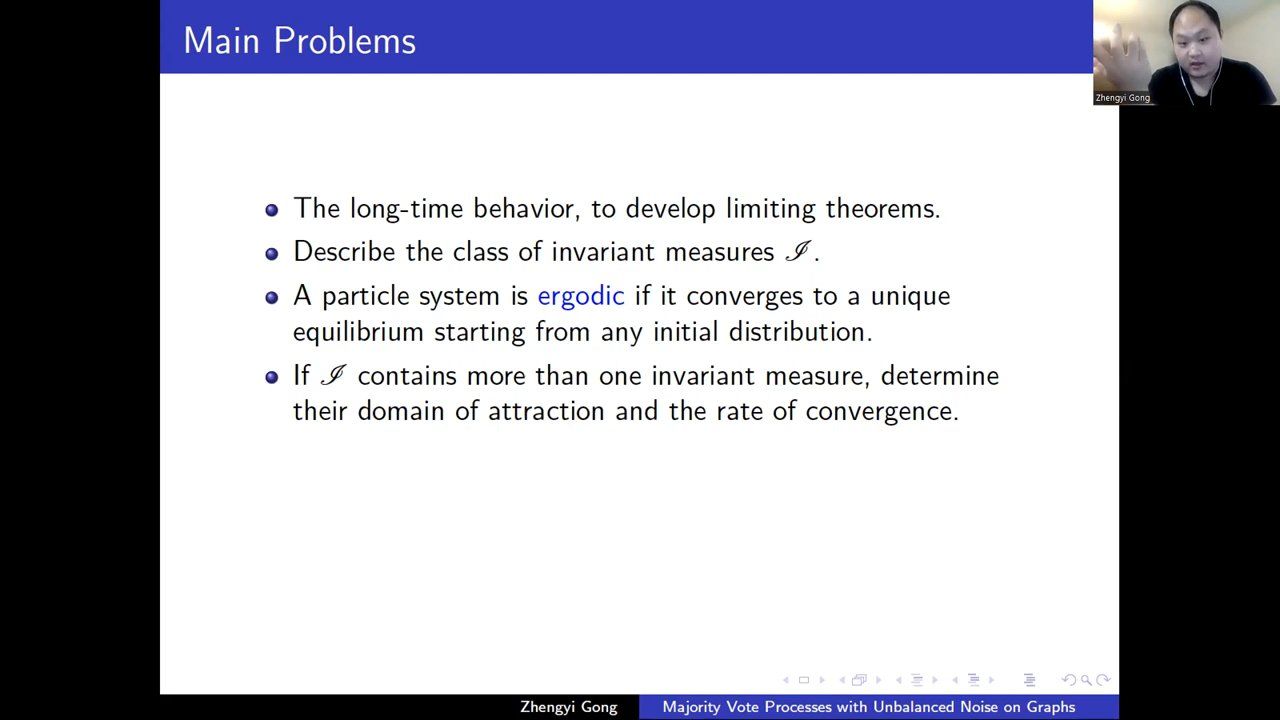 Main Problems
Zhengyi Gong
The long-time behavior, to develop limiting theorems.
Describe the class of invariant measures ℐ.
A particle system is ergodic if it converges to a unique
equilibrium starting from any initial distribution.
If ℐ contains more than one invariant measure, determine
their domain of attraction and the rate of convergence.
Zhengyi Gong
Majority Vote Processes with Unbalanced Noise on Graphs